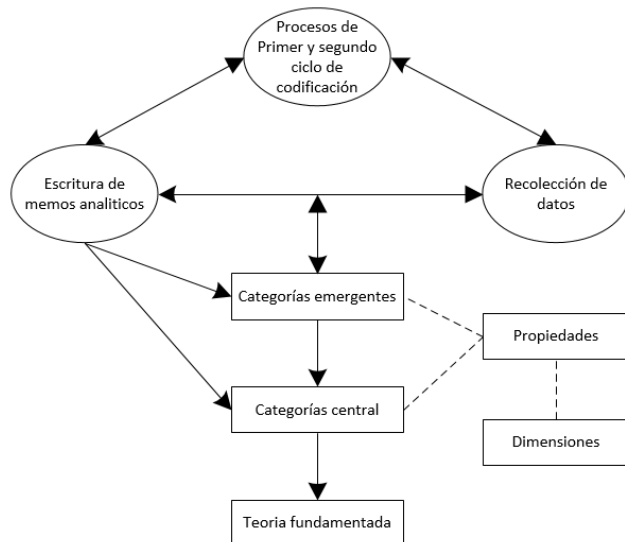 Procesos de
Primer y segundo
ciclo de
codificación
Escritura de
memos analiticos
Recolección de
datos
Categorías emergentes
Propiedades
Categorías central
Dimensiones
Teoria fundamentada